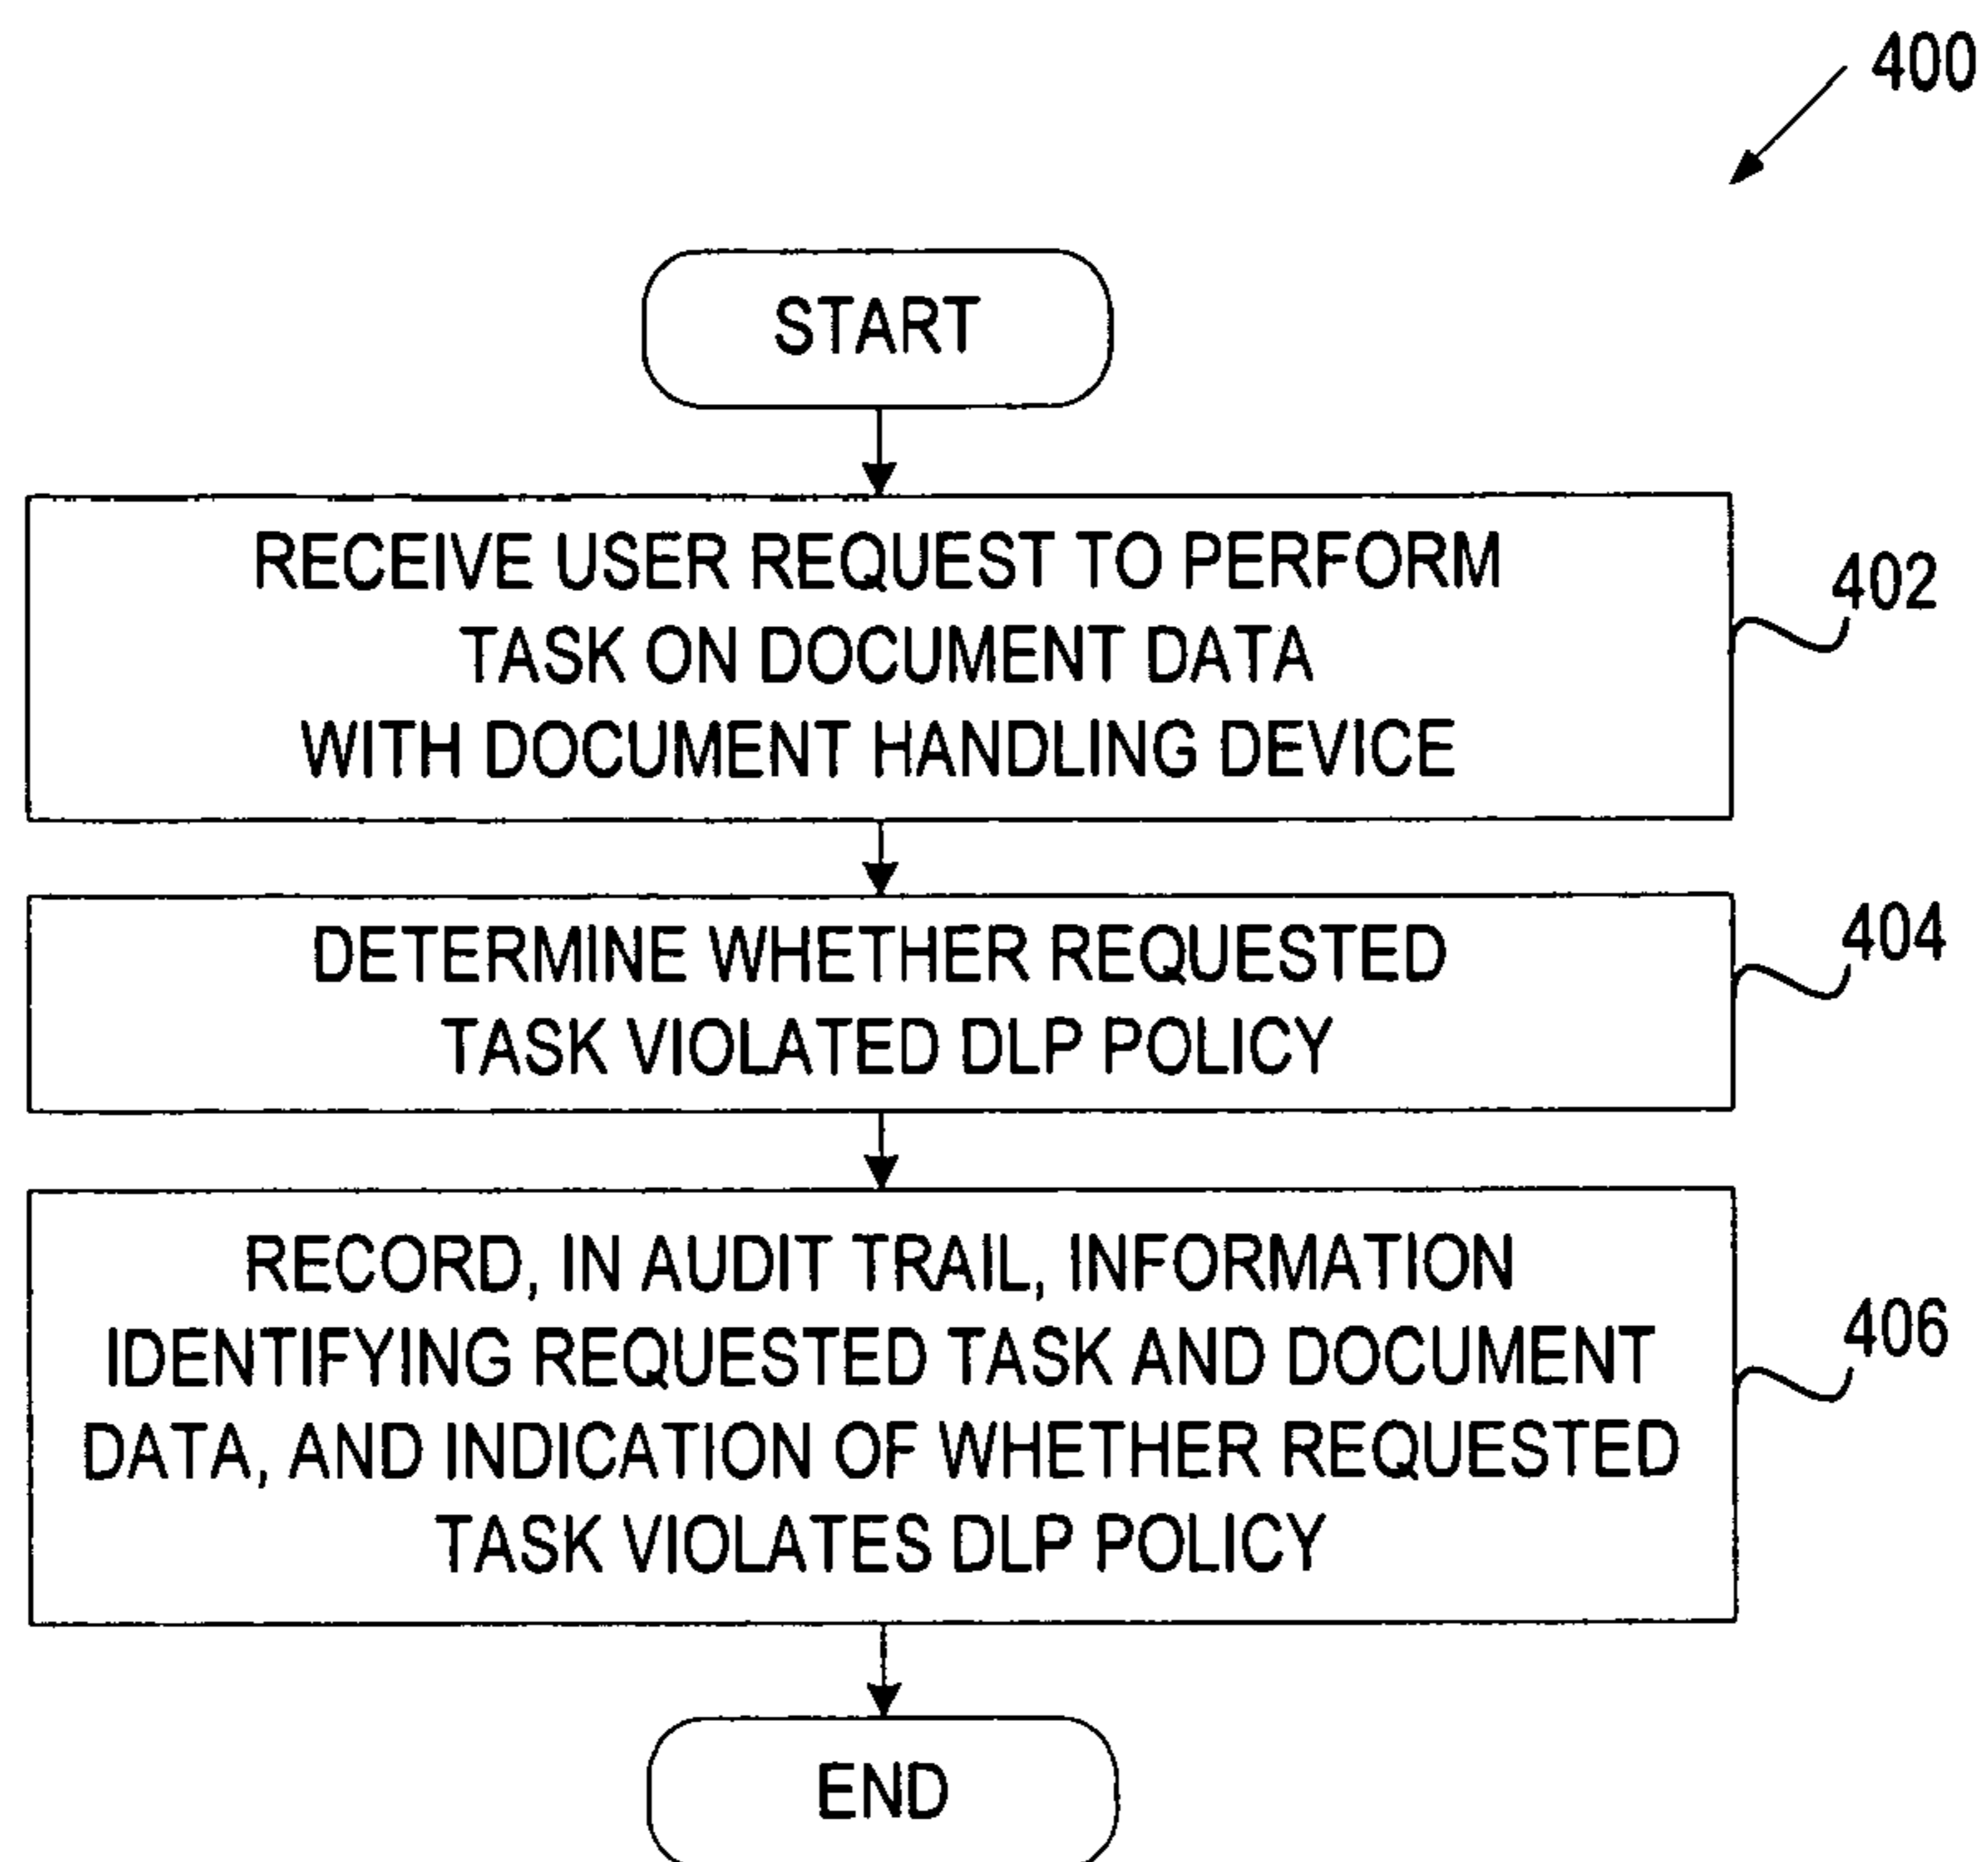 400
START
RECEIVE USER REQUEST TO PERFORM
TASK ON DOCUMENT DATA
WITH DOCUMENT HANDLING DEVICE
402
DETERMINE WHETHER REQUESTED
TASK VIOLATED DLP POLICY
404
RECORD, IN AUDIT TRAIL, INFORMATION
IDENTIFYING REQUESTED TASK AND DOCUMENT
DATA, AND INDICATION OF WHETHER REQUESTED
TASK VIOLATES DLP POLICY
406
END